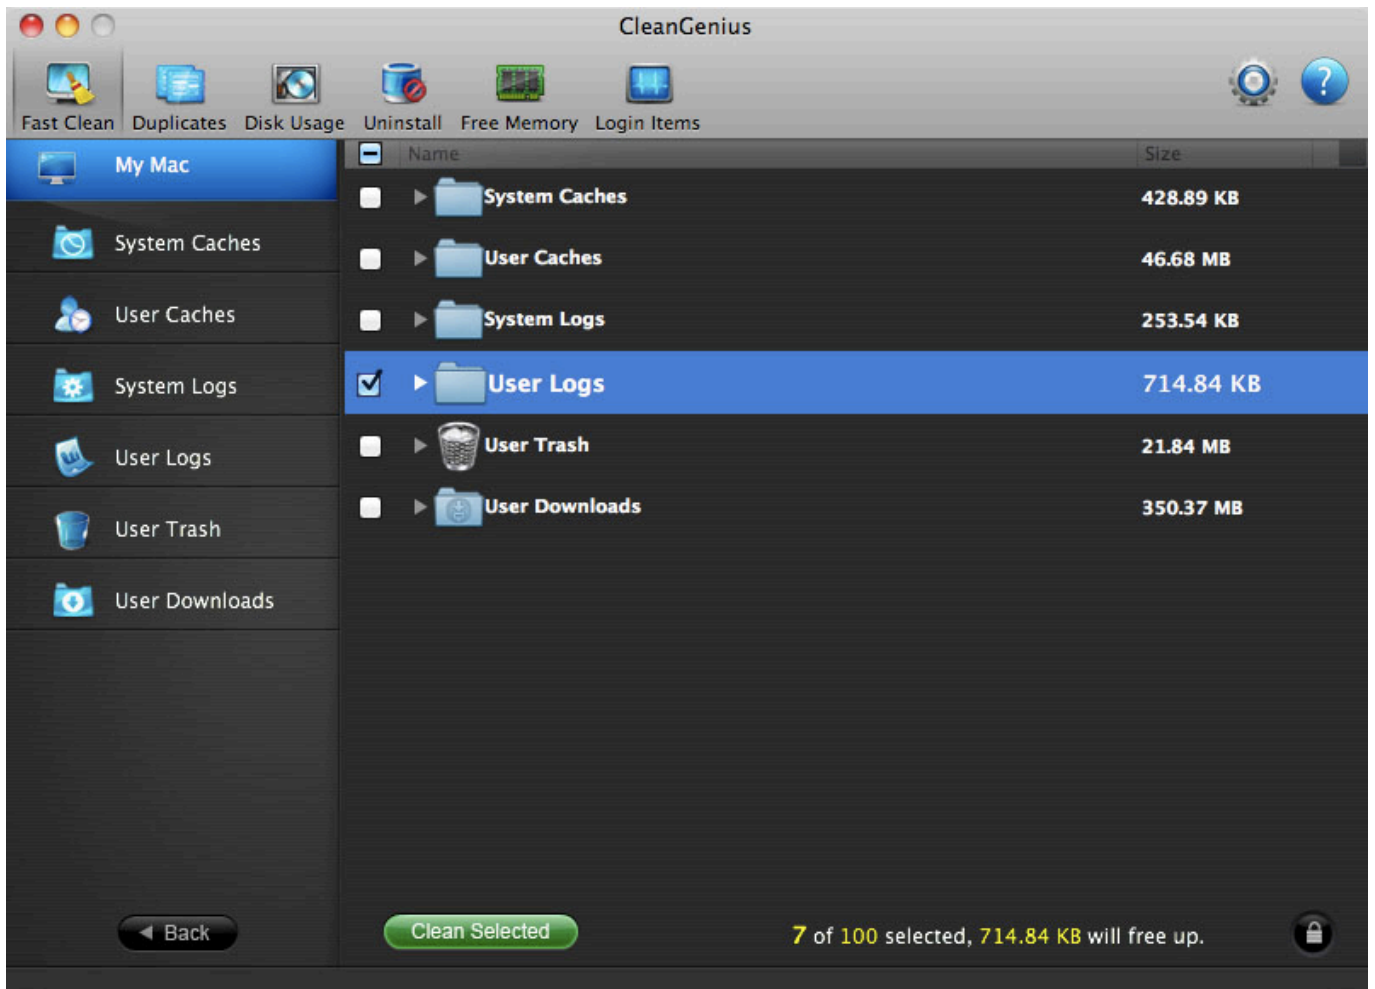 CleanGenius
Fast Clean Duplicates Disk Usage Uninstall Free Memory Login Items
?
My Mac
System Caches
User Caches
System Logs
User Logs
User Trash
User Downloads
Name Size
System Caches 428.89 KB
User Caches 46.68 MB
System Logs 253.54 KB
User Logs 714.84 KB
User Trash 21.84 MB
User Downloads 350.37 MB
Back
Clean Selected
7 of 100 selected, 714.84 KB will free up.